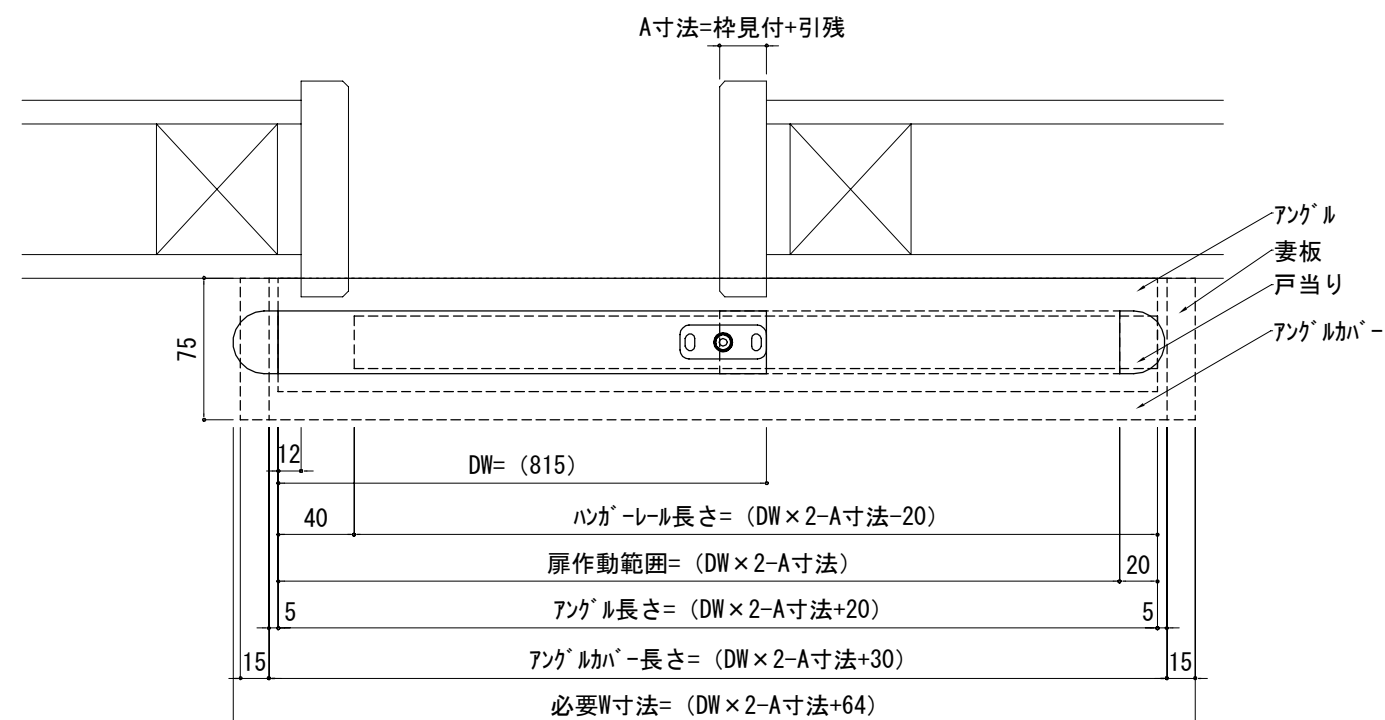 A寸法=枠見付+引残
ｱﾝｸﾞﾙ
妻板
戸当り
ｱﾝｸﾞﾙｶﾊﾞｰ
75
12
DW=（815）
40
ﾊﾝｶﾞｰﾚｰﾙ長さ=（DW×2-A寸法-20）
扉作動範囲=（DW×2-A寸法）
20
5
ｱﾝｸﾞﾙ長さ=（DW×2-A寸法+20）
5
15
ｱﾝｸﾞﾙｶﾊﾞｰ長さ=（DW×2-A寸法+30）
15
必要W寸法=（DW×2-A寸法+64）